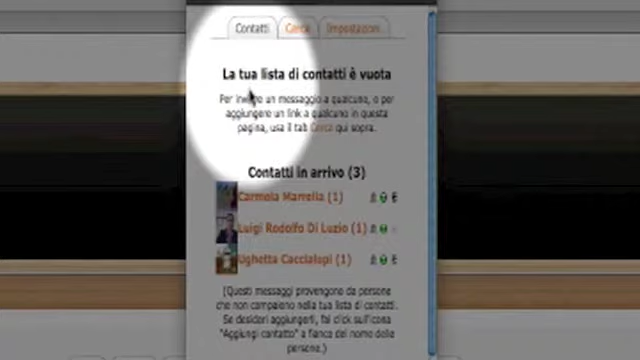 Contatti Cerca Impostazioni
La tua lista di contatti è vuota
Per inviare un messaggio a qualcuno, o per
aggiungere un link a qualcuno in questa
pagina, usa il tab Cerca qui sopra.
Contatti in arrivo (3)
Carmela Marrella (1)
Luigi Rodolfo Di Luzio (1)
Ughetta Caccialupi (1)
(Questi messaggi provengono da persone
che non compaiono nella tua lista di contatti.
Se desideri aggiungerli, fai click sull'icona
"Aggiungi contatto" a fianco del nome delle
persone.)